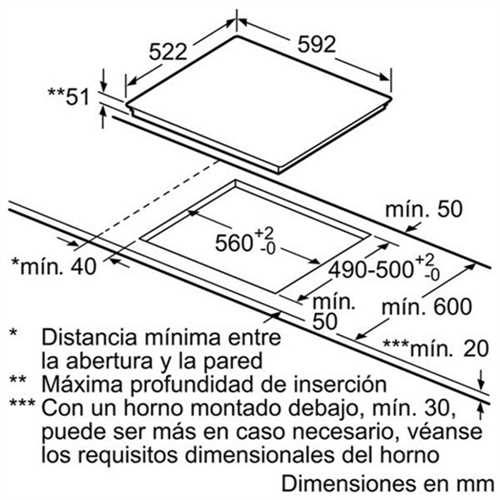 522
592
**51
mín. 50
560+2-0
490-500+2-0
*mín. 40
mín. 50
mín. 600
***mín. 20
* Distancia mínima entre
la abertura y la pared
** Máxima profundidad de inserción
*** Con un horno montado debajo, mín. 30,
puede ser más en caso necesario, véanse
los requisitos dimensionales del horno
Dimensiones en mm